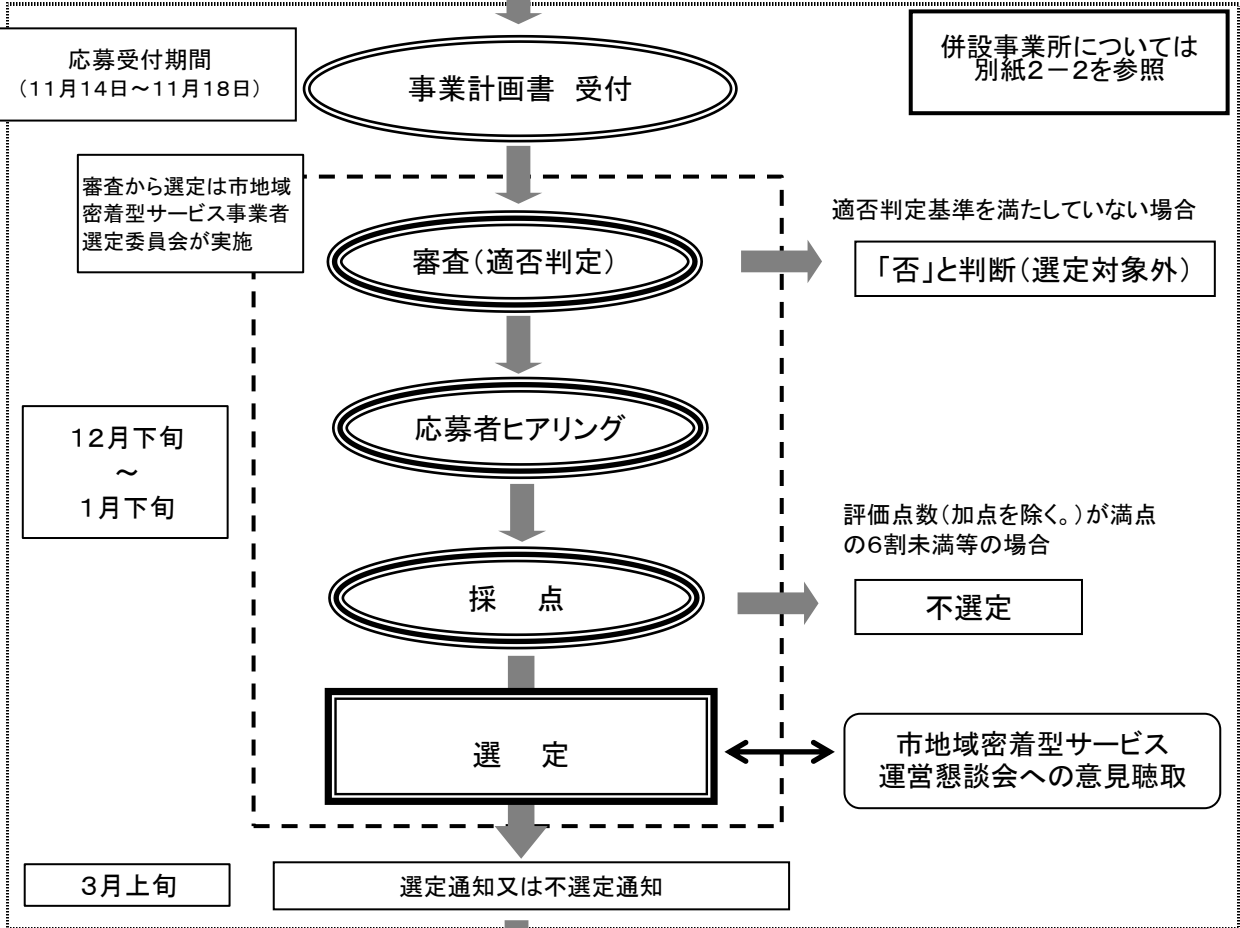 応募受付期間
（11月14日～11月18日）
事業計画書 受付
併設事業所については
別紙２－２を参照
審査から選定は市地域
密着型サービス事業者
選定委員会が実施
審査（適否判定）
適否判定基準を満たしていない場合
「否」と判断（選定対象外）
１２月下旬
～
１月下旬
応募者ヒアリング
評価点数（加点を除く。）が満点
の６割未満等の場合
採　点
不選定
選　定
市地域密着型サービス
運営懇談会への意見聴取
３月上旬
選定通知又は不選定通知